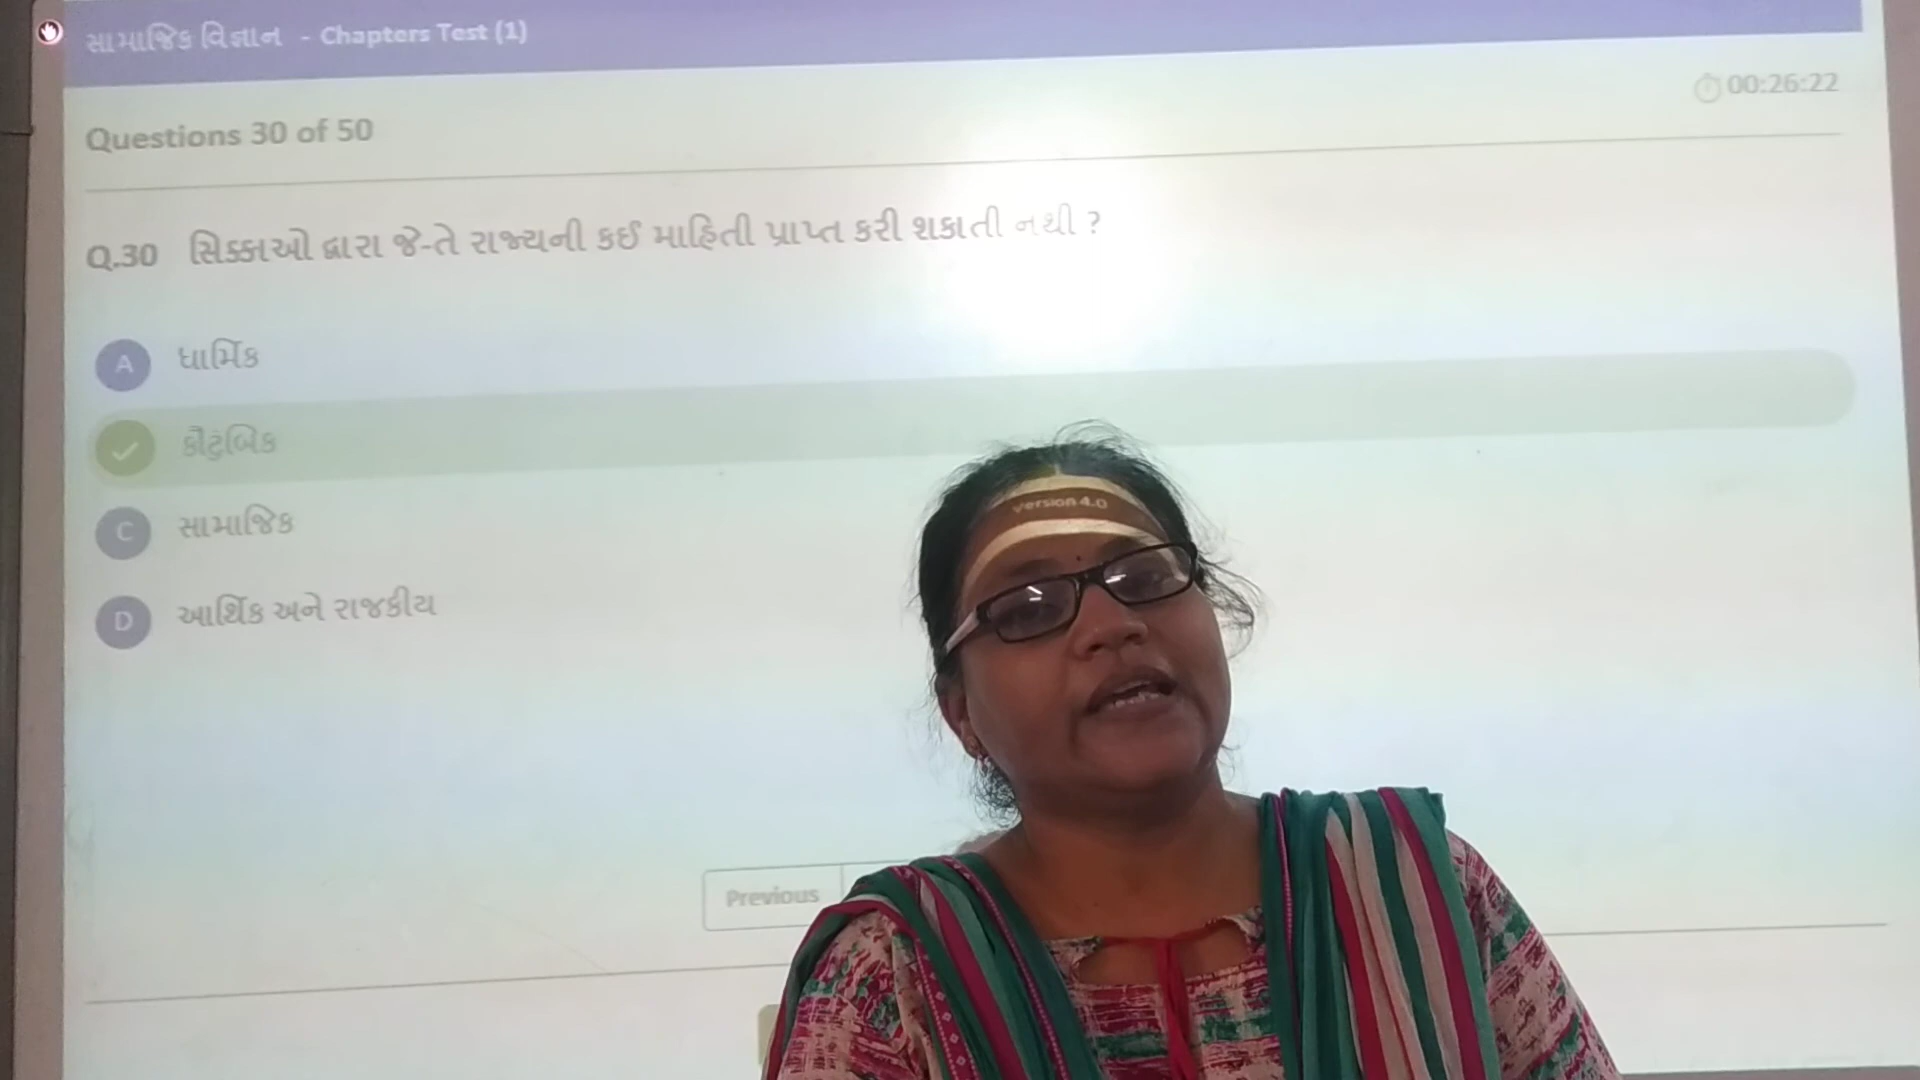 સામાજિક વિજ્ઞાન - Chapters Test (1)
00:26:22
Questions 30 of 50
Q.30 સિક્કાઓ દ્વારા જે-તે રાજ્યની કઈ માહિતી પ્રાપ્ત કરી શકાતી નથી ?
A ધાર્મિક
કૌટુંબિક
C સામાજિક
D આર્થિક અને રાજકીય
Version 4.0
Previous